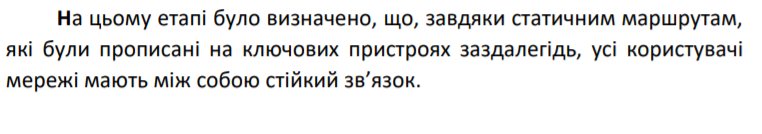 На цьому етапі було визначено, що, завдяки статичним маршрутам,
які були прописані на ключових пристроях заздалегідь, усі користувачі
мережі мають між собою стійкий зв’язок.